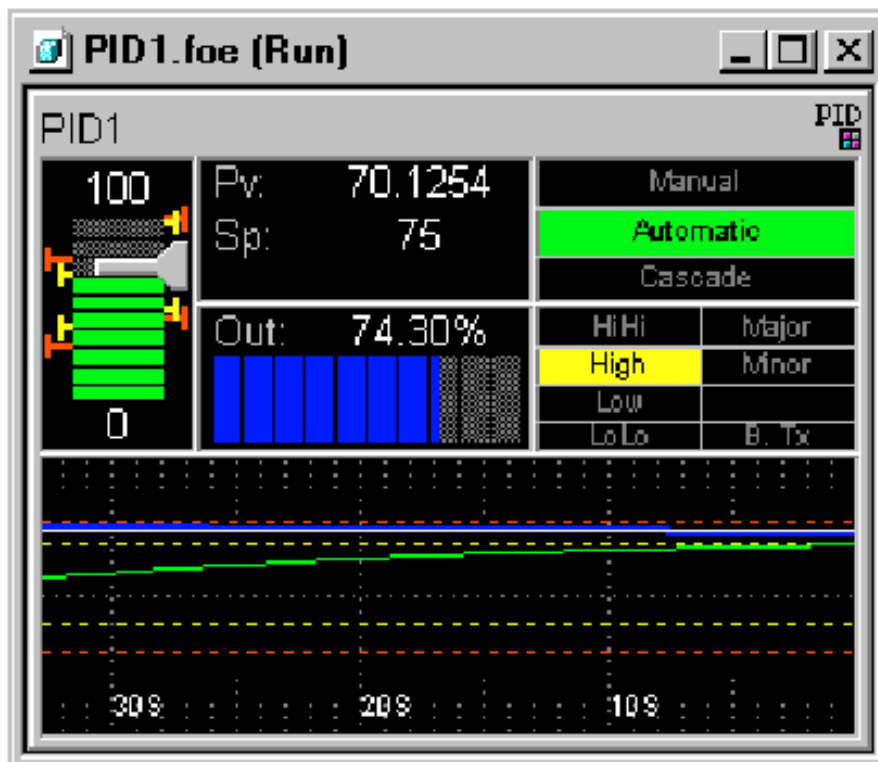 PID1.foe (Run)
PID1
PID
100
0
Pv: 70.1254
Sp: 75
Manual
Automatic
Cascade
Out: 74.30%
HiHi Major
High Minor
Low
LoLo B. Tx
30S 20S 10S